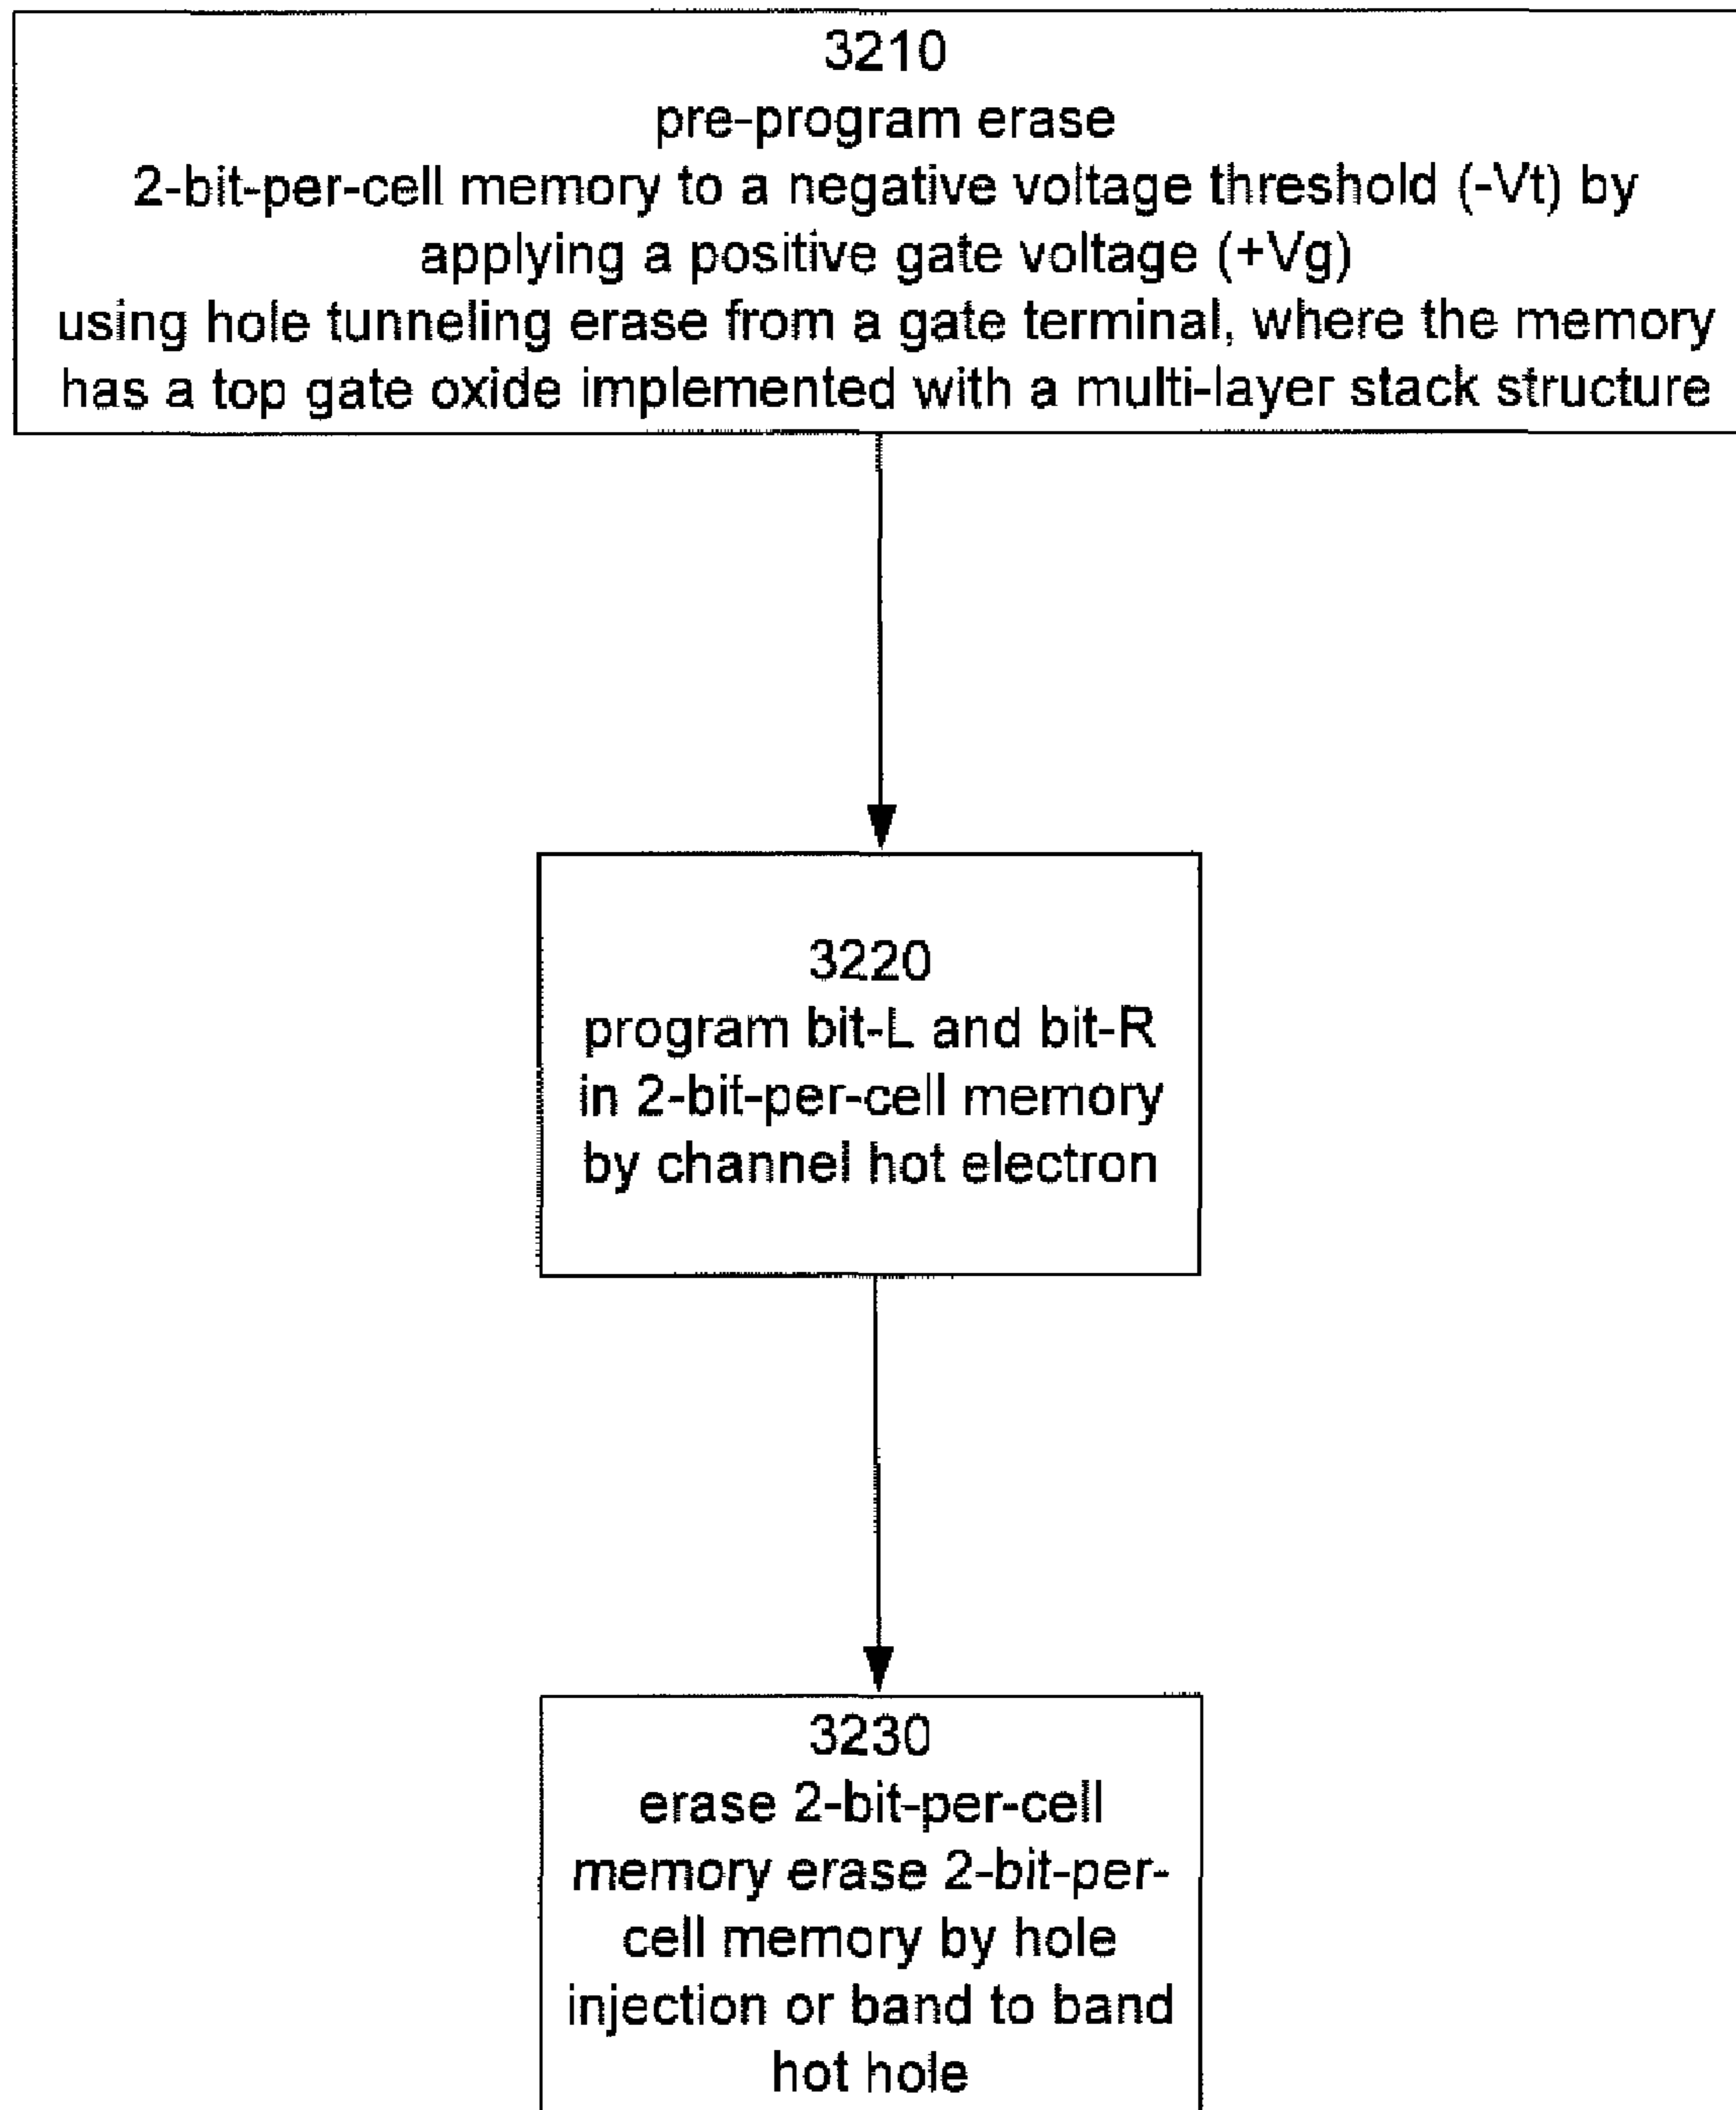 3210
pre-program erase
2-bit-per-cell memory to a negative voltage threshold (-Vt) by
applying a positive gate voltage (+Vg)
using hole tunneling erase from a gate terminal, where the memory
has a top gate oxide implemented with a multi-layer stack structure
3220
program bit-L and bit-R
in 2-bit-per-cell memory
by channel hot electron
3230
erase 2-bit-per-cell
memory erase 2-bit-per-
cell memory by hole
injection or band to band
hot hole